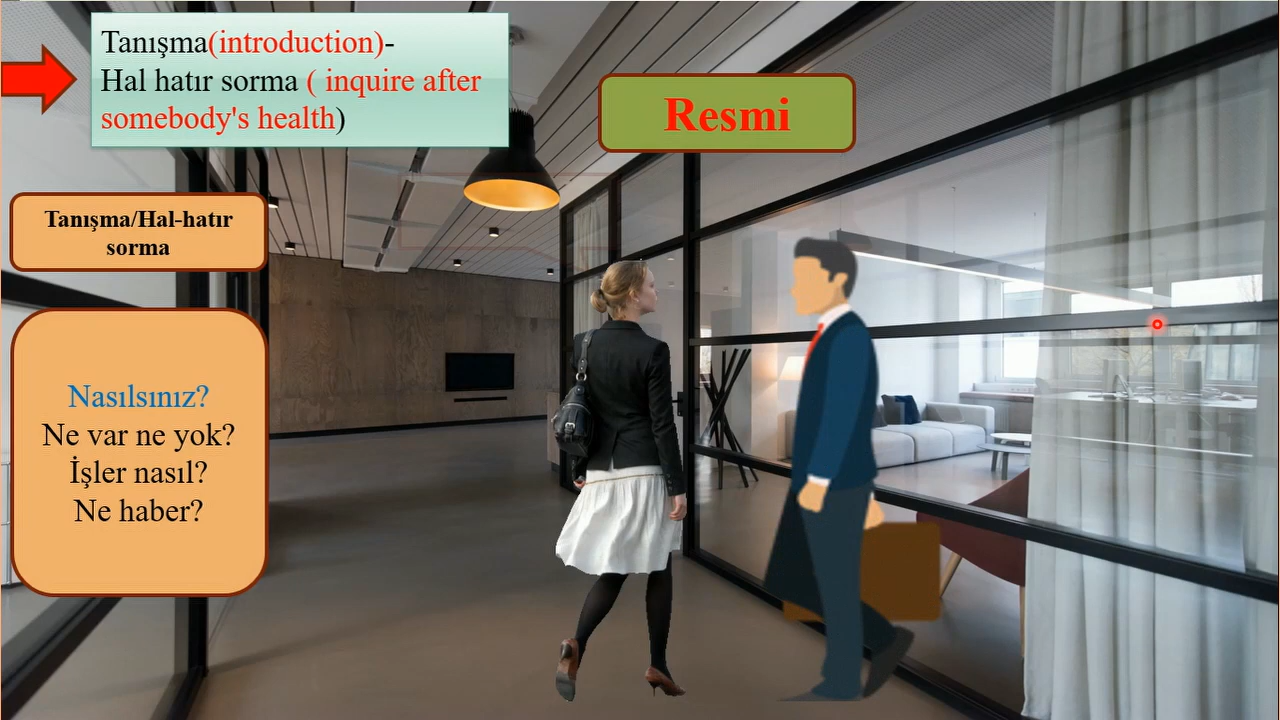 Tanışma(introduction)-
Hal hatır sorma ( inquire after
somebody's health)
Resmi
Tanışma/Hal-hatır
sorma
Nasılsınız?
Ne var ne yok?
İşler nasıl?
Ne haber?